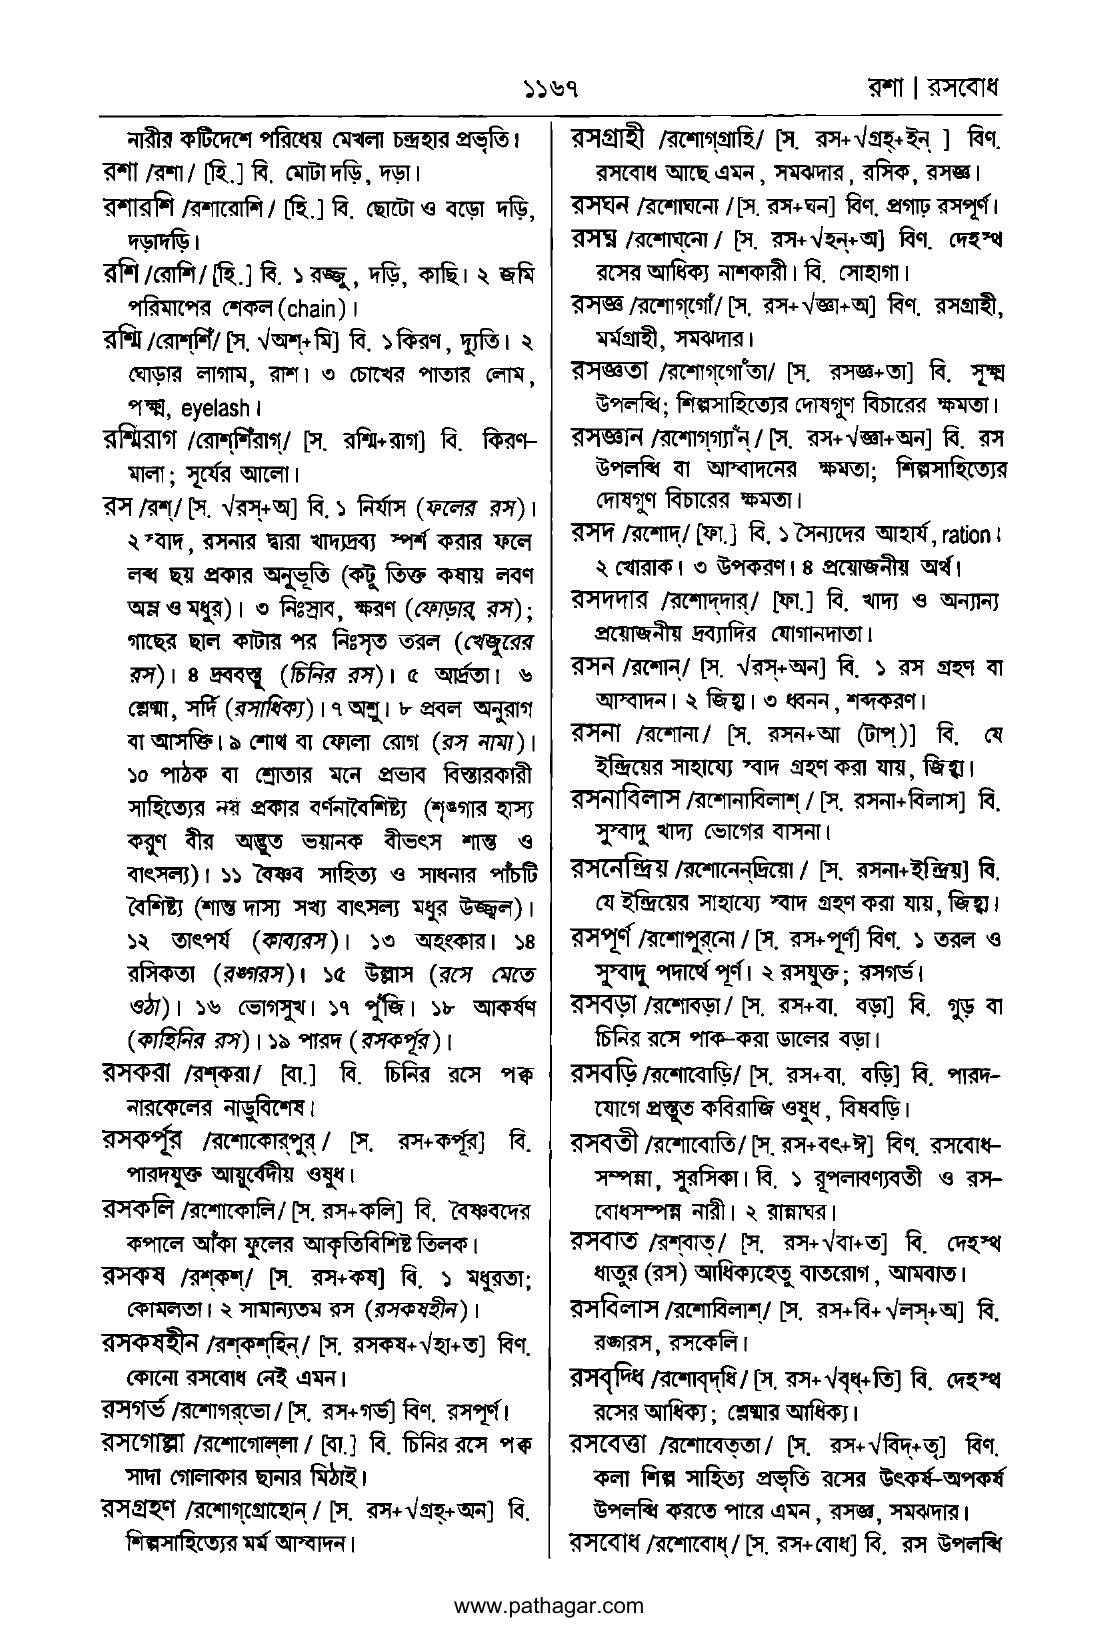 ১১৬৭
রশা | রসবোধ
নারীর কটিদেশে পরিধেয় মেখলা চন্দ্রহার প্রভৃতি।
রশা /রশা/ [হি.] বি. মোটা দড়ি, দড়া।
রশারশি /রশারোশি/ [হি.] বি. ছোটো ও বড়ো দড়ি,
দড়াদড়ি।
রশি /রোশি/ [হি.] বি. ১ রজ্জু, দড়ি, কাছি। ২ জমি
পরিমাপের শেকল (chain)।
রশ্মি /রোশ্‌শিঁ/ [স. √অশ্‌+মি] বি. ১ কিরণ, দ্যুতি। ২
ঘোড়ার লাগাম, রাশ। ৩ চোখের পাতার লোম,
পক্ষ্ম, eyelash।
রশ্মিরাগ /রোশ্‌শিঁরাগ্‌/ [স. রশ্মি+রাগ] বি. কিরণ-
মালা; সূর্যের আলো।
রস /রশ্‌/ [স. √রস্‌+অ] বি. ১ নির্যাস (ফলের রস)।
২ স্বাদ, রসনার দ্বারা খাদ্যদ্রব্য স্পর্শ করার ফলে
লব্ধ ছয় প্রকার অনুভূতি (কটু তিক্ত কষায় লবণ
অম্ল ও মধুর)। ৩ নিঃস্রাব, ক্ষরণ (ফোড়ার রস);
গাছের ছাল কাটার পর নিঃসৃত তরল (খেজুরের
রস)। ৪ দ্রববস্তু (চিনির রস)। ৫ আর্দ্রতা। ৬
শ্লেষ্মা, সর্দি (রসাধিক্য)। ৭ অশ্রু। ৮ প্রবল অনুরাগ
বা আসক্তি। ৯ শোথ বা ফোলা রোগ (রস নামা)।
১০ পাঠক বা শ্রোতার মনে প্রভাব বিস্তারকারী
সাহিত্যের নয় প্রকার বর্ণনাবৈশিষ্ট্য (শৃঙ্গার হাস্য
করুণ বীর অদ্ভুত ভয়ানক বীভৎস শান্ত ও
বাৎসল্য)। ১১ বৈষ্ণব সাহিত্য ও সাধনার পাঁচটি
বৈশিষ্ট্য (শান্ত দাস্য সখ্য বাৎসল্য মধুর উজ্জ্বল)।
১২ তাৎপর্য (কাব্যরস)। ১৩ অহংকার। ১৪
রসিকতা (রঙ্গরস)। ১৫ উল্লাস (রসে মেতে
ওঠা)। ১৬ ভোগসুখ। ১৭ পুঁজি। ১৮ আকর্ষণ
(কাহিনির রস)। ১৯ পারদ (রসকর্পূর)।
রসকরা /রশ্‌করা/ [বা.] বি. চিনির রসে পক্ব
নারকেলের নাড়ুবিশেষ।
রসকর্পূর /রশোকোর্‌পুর্‌/ [স. রস+কর্পূর] বি.
পারদযুক্ত আয়ুর্বেদীয় ওষুধ।
রসকলি /রশোকোলি/ [স. রস+কলি] বি. বৈষ্ণবদের
কপালে আঁকা ফুলের আকৃতিবিশিষ্ট তিলক।
রসকষ /রশ্‌কশ্‌/ [স. রস+কষ] বি. ১ মধুরতা;
কোমলতা। ২ সামান্যতম রস (রসকষহীন)।
রসকষহীন /রশ্‌কশ্‌হিন্‌/ [স. রসকষ+√হা+ত] বিণ.
কোনো রসবোধ নেই এমন।
রসগর্ভ /রশোগর্‌ভো/ [স. রস+গর্ভ] বিণ. রসপূর্ণ।
রসগোল্লা /রশোগোল্‌লা/ [বা.] বি. চিনির রসে পক্ব
সাদা গোলাকার ছানার মিঠাই।
রসগ্রহণ /রশোগ্‌গ্রোহোন্‌/ [স. রস+√গ্রহ্‌+অন] বি.
শিল্পসাহিত্যের মর্ম আস্বাদন।
রসগ্রাহী /রশোগ্‌গ্রাহি/ [স. রস+√গ্রহ্‌+ইন্‌ ] বিণ.
রসবোধ আছে এমন, সমঝদার, রসিক, রসজ্ঞ।
রসঘন /রশোঘনো/ [স. রস+ঘন] বিণ. প্রগাঢ় রসপূর্ণ।
রসঘ্ন /রশোঘ্‌নো/ [স. রস+√হন্‌+অ] বিণ. দেহস্থ
রসের আধিক্য নাশকারী। বি. সোহাগা।
রসজ্ঞ /রশোগ্‌গোঁ/ [স. রস+√জ্ঞা+অ] বিণ. রসগ্রাহী,
মর্মগ্রাহী, সমঝদার।
রসজ্ঞতা /রশোগ্‌গোঁতা/ [স. রসজ্ঞ+তা] বি. সূক্ষ্ম
উপলব্ধি; শিল্পসাহিত্যের দোষগুণ বিচারের ক্ষমতা।
রসজ্ঞান /রশোগ্‌গ্যাঁন্‌/ [স. রস+√জ্ঞা+অন] বি. রস
উপলব্ধি বা আস্বাদনের ক্ষমতা; শিল্পসাহিত্যের
দোষগুণ বিচারের ক্ষমতা।
রসদ /রশোদ্‌/ [ফা.] বি. ১ সৈন্যদের আহার্য, ration।
২ খোরাক। ৩ উপকরণ। ৪ প্রয়োজনীয় অর্থ।
রসদদার /রশোদ্‌দার্‌/ [ফা.] বি. খাদ্য ও অন্যান্য
প্রয়োজনীয় দ্রব্যাদির যোগানদাতা।
রসন /রশোন্‌/ [স. √রস্‌+অন] বি. ১ রস গ্রহণ বা
আস্বাদন। ২ জিহ্বা। ৩ ধ্বনন, শব্দকরণ।
রসনা /রশোনা/ [স. রসন+আ (টাপ্‌)] বি. যে
ইন্দ্রিয়ের সাহায্যে স্বাদ গ্রহণ করা যায়, জিহ্বা।
রসনাবিলাস /রশোনাবিলাশ্‌/ [স. রসনা+বিলাস] বি.
সুস্বাদু খাদ্য ভোগের বাসনা।
রসনেন্দ্রিয় /রশোনেন্‌দ্রিয়ো/ [স. রসনা+ইন্দ্রিয়] বি.
যে ইন্দ্রিয়ের সাহায্যে স্বাদ গ্রহণ করা যায়, জিহ্বা।
রসপূর্ণ /রশোপুর্‌নো/ [স. রস+পূর্ণ] বিণ. ১ তরল ও
সুস্বাদু পদার্থে পূর্ণ। ২ রসযুক্ত; রসগর্ভ।
রসবড়া /রশোবড়া/ [স. রস+বা. বড়া] বি. গুড় বা
চিনির রসে পাক-করা ডালের বড়া।
রসবড়ি /রশোবোড়ি/ [স. রস+বা. বড়ি] বি. পারদ-
যোগে প্রস্তুত কবিরাজি ওষুধ, বিষবড়ি।
রসবতী /রশোবোতি/ [স. রস+বৎ+ঈ] বিণ. রসবোধ-
সম্পন্না, সুরসিকা। বি. ১ রূপলাবণ্যবতী ও রস-
বোধসম্পন্ন নারী। ২ রান্নাঘর।
রসবাত /রশ্‌বাত্‌/ [স. রস+√বা+ত] বি. দেহস্থ
ধাতুর (রস) আধিক্যহেতু বাতরোগ, আমবাত।
রসবিলাস /রশোবিলাশ্‌/ [স. রস+বি+√লস্‌+অ] বি.
রঙ্গরস, রসকেলি।
রসবৃদ্ধি /রশোবৃদ্‌ধি/ [স. রস+√বৃধ্‌+তি] বি. দেহস্থ
রসের আধিক্য; শ্লেষ্মার আধিক্য।
রসবেত্তা /রশোবেত্‌তা/ [স. রস+√বিদ্‌+তৃ] বিণ.
কলা শিল্প সাহিত্য প্রভৃতি রসের উৎকর্ষ-অপকর্ষ
উপলব্ধি করতে পারে এমন, রসজ্ঞ, সমঝদার।
রসবোধ /রশোবোধ্‌/ [স. রস+বোধ] বি. রস উপলব্ধি
www.pathagar.com